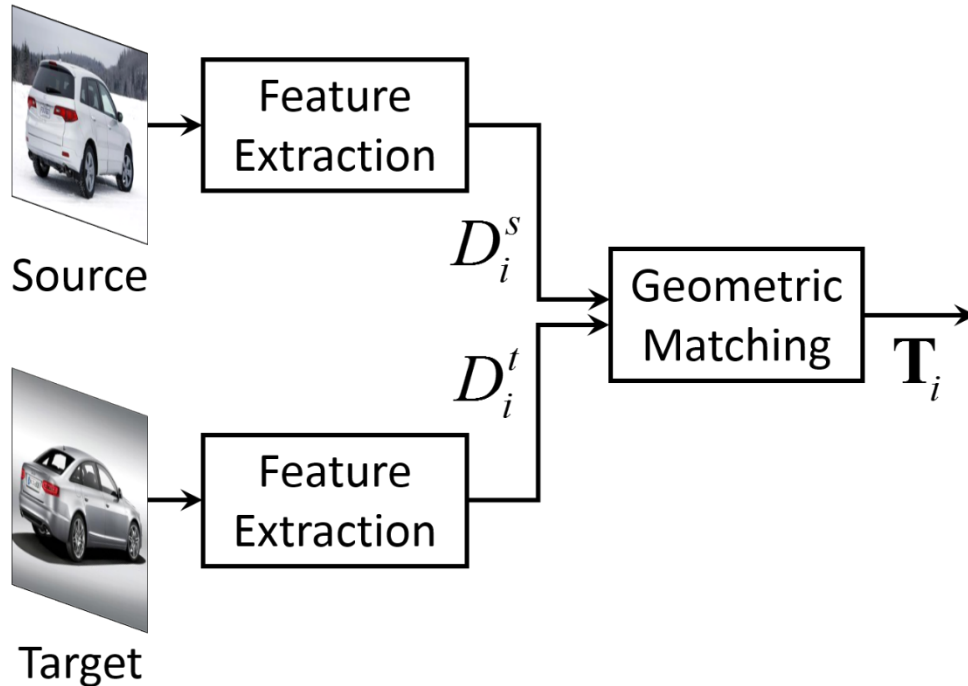 Feature
Extraction
Source
D_i^s
Geometric
Matching
T_i
D_i^t
Feature
Extraction
Target